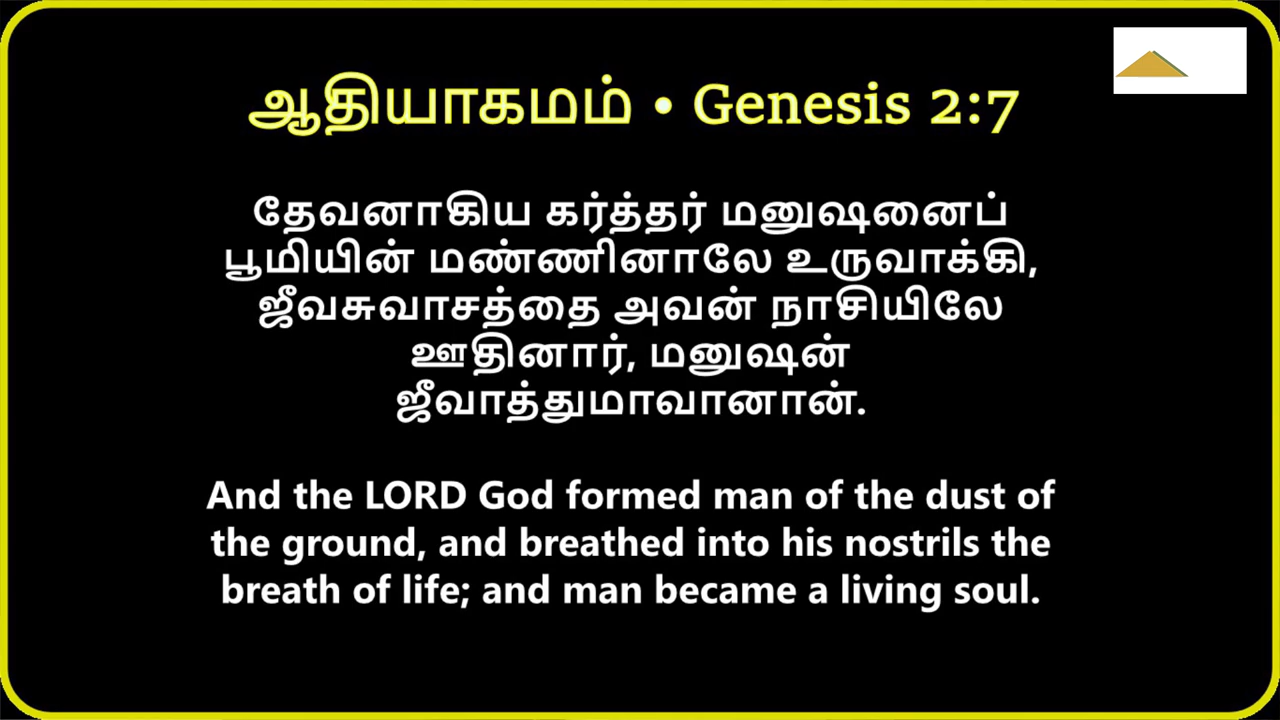 ஆதியாகமம் • Genesis 2:7
தேவனாகிய கர்த்தர் மனுஷனைப்
பூமியின் மண்ணினாலே உருவாக்கி,
ஜீவசுவாசத்தை அவன் நாசியிலே
ஊதினார், மனுஷன்
ஜீவாத்துமாவானான்.
And the LORD God formed man of the dust of
the ground, and breathed into his nostrils the
breath of life; and man became a living soul.